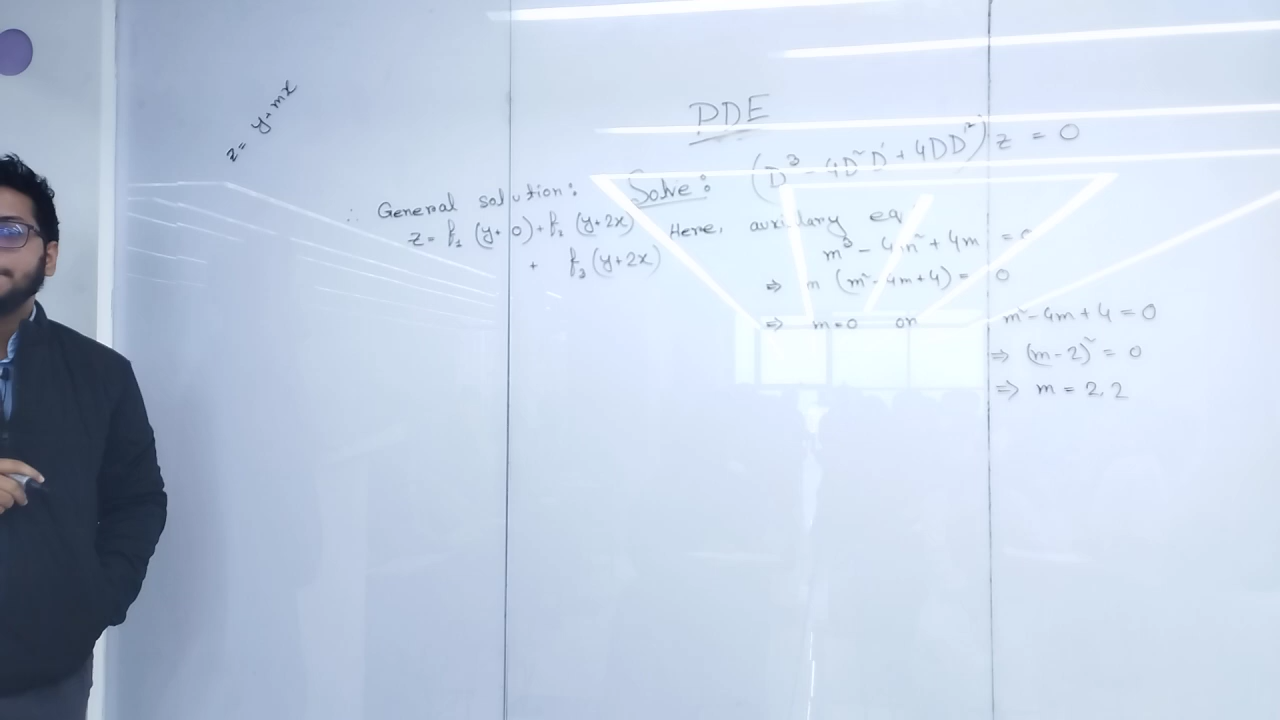 z = y+mx
PDE
Solve: (D³ - 4D²D' + 4DD'²) z = 0
Here, auxiliary eq
m³ - 4m² + 4m = 0
⇒ m (m² - 4m + 4) = 0
⇒ m = 0 or m² - 4m + 4 = 0
⇒ (m - 2)² = 0
⇒ m = 2, 2
∴ General solution:
z = f₁ (y+0) + f₂ (y+2x)
+ f₃ (y+2x)